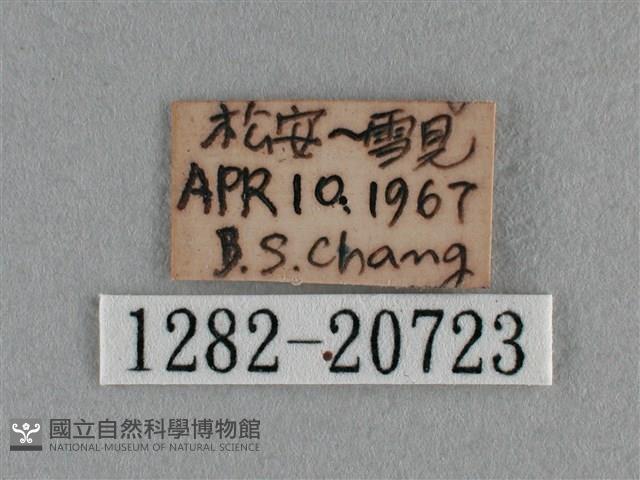 松安~雪見
APR 10. 1967
B.S. Chang
1282-20723
國立自然科學博物館
NATIONAL MUSEUM OF NATURAL SCIENCE